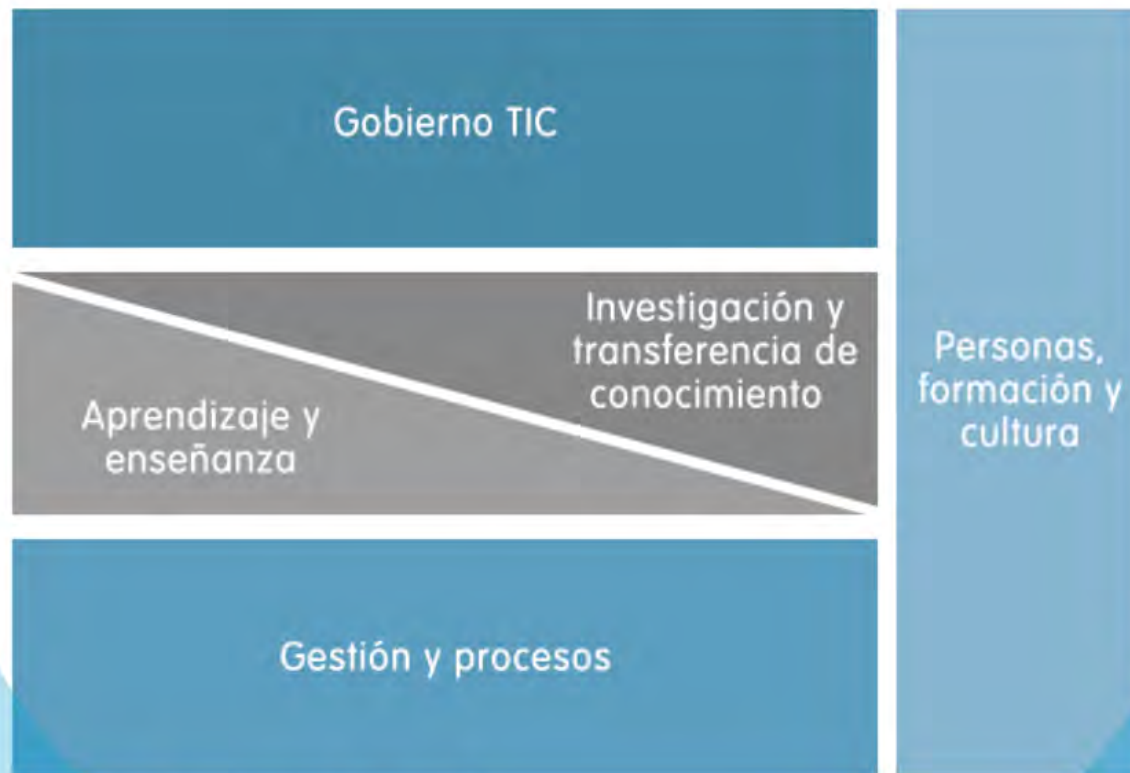 Gobierno TIC
Investigación y
transferencia de
conocimiento
Aprendizaje y
enseñanza
Personas,
formación y
cultura
Gestión y procesos